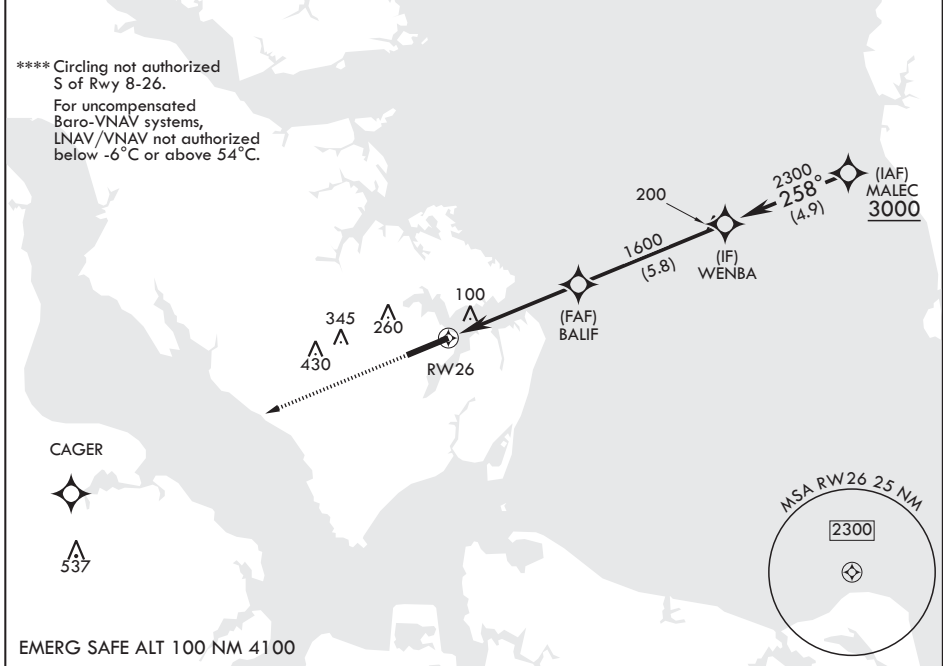 **** Circling not authorized
S of Rwy 8-26.
For uncompensated
Baro-VNAV systems,
LNAV/VNAV not authorized
below -6°C or above 54°C.
2300
258°
(4.9)
(IAF)
MALEC
3000
200
1600
(5.8)
(IF)
WENBA
(FAF)
BALIF
100
260
345
430
RW26
CAGER
537
MSA RW26 25 NM
2300
EMERG SAFE ALT 100 NM 4100